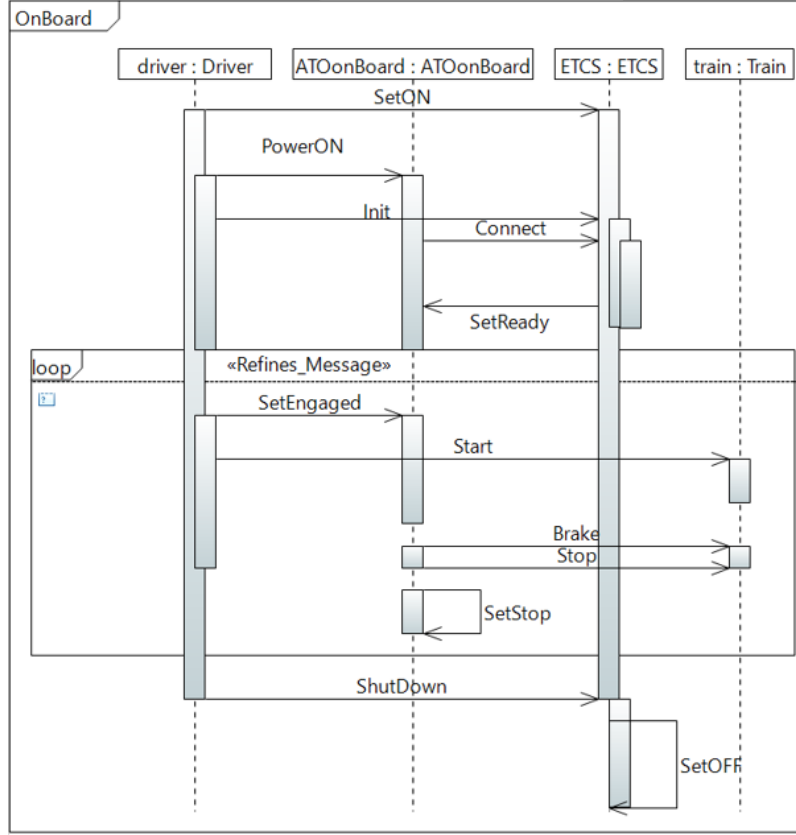 OnBoard
driver : Driver
ATOonBoard : ATOonBoard
ETCS : ETCS
train : Train
SetON
PowerON
Init
Connect
SetReady
loop
«Refines_Message»
?
SetEngaged
Start
Brake
Stop
SetStop
ShutDown
SetOFF